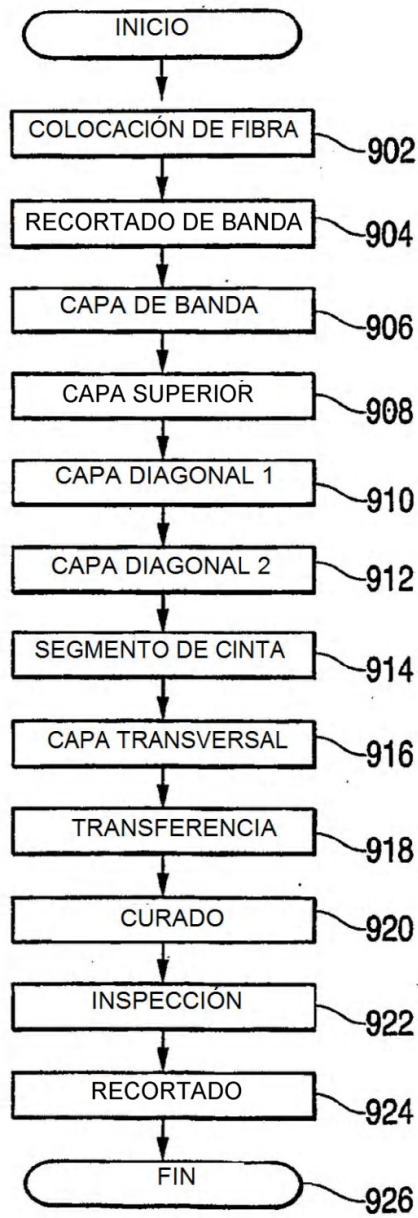 INICIO
COLOCACIÓN DE FIBRA
902
RECORTADO DE BANDA
904
CAPA DE BANDA
906
CAPA SUPERIOR
908
CAPA DIAGONAL 1
910
CAPA DIAGONAL 2
912
SEGMENTO DE CINTA
914
CAPA TRANSVERSAL
916
TRANSFERENCIA
918
CURADO
920
INSPECCIÓN
922
RECORTADO
924
FIN
926